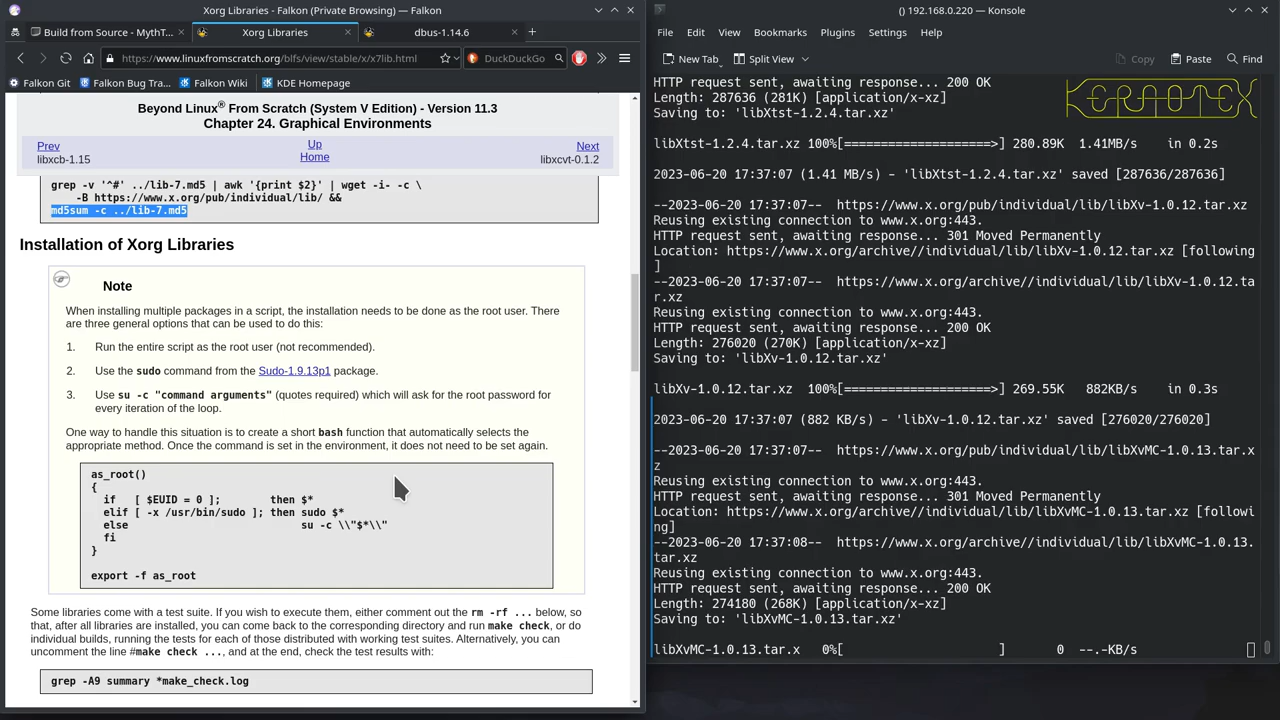 Xorg Libraries - Falkon (Private Browsing) — Falkon
Build from Source - MythT
Xorg Libraries
dbus-1.14.6
https://www.linuxfromscratch.org/blfs/view/stable/x/x7lib.html
DuckDuckGo
Falkon Git
Falkon Bug Tra...
Falkon Wiki
KDE Homepage
Beyond Linux® From Scratch (System V Edition) - Version 11.3
Chapter 24. Graphical Environments
Prev
Up
Next
libxcb-1.15
Home
libxcvt-0.1.2
grep -v '^#' ../lib-7.md5 | awk '{print $2}' | wget -i- -c \
-B https://www.x.org/pub/individual/lib/ &&
md5sum -c ../lib-7.md5
Installation of Xorg Libraries
Note
When installing multiple packages in a script, the installation needs to be done as the root user. There
are three general options that can be used to do this:
1. Run the entire script as the root user (not recommended).
2. Use the sudo command from the Sudo-1.9.13p1 package.
3. Use su -c "command arguments" (quotes required) which will ask for the root password for
every iteration of the loop.
One way to handle this situation is to create a short bash function that automatically selects the
appropriate method. Once the command is set in the environment, it does not need to be set again.
as_root()
{
if [ $EUID = 0 ]; then $*
elif [ -x /usr/bin/sudo ]; then sudo $*
else su -c \\"$*\\"
fi
}
export -f as_root
Some libraries come with a test suite. If you wish to execute them, either comment out the rm -rf ... below, so
that, after all libraries are installed, you can come back to the corresponding directory and run make check, or do
individual builds, running the tests for each of those distributed with working test suites. Alternatively, you can
uncomment the line #make check ..., and at the end, check the test results with:
grep -A9 summary *make_check.log
() 192.168.0.220 — Konsole
File Edit View Bookmarks Plugins Settings Help
New Tab Split View Copy Paste Find
HTTP request sent, awaiting response... 200 OK
Length: 287636 (281K) [application/x-xz]
Saving to: 'libXtst-1.2.4.tar.xz'
libXtst-1.2.4.tar.xz 100%[===================>] 280.89K 1.41MB/s in 0.2s
2023-06-20 17:37:07 (1.41 MB/s) - 'libXtst-1.2.4.tar.xz' saved [287636/287636]
--2023-06-20 17:37:07-- https://www.x.org/pub/individual/lib/libXv-1.0.12.tar.xz
Reusing existing connection to www.x.org:443.
HTTP request sent, awaiting response... 301 Moved Permanently
Location: https://www.x.org/archive//individual/lib/libXv-1.0.12.tar.xz [following
]
--2023-06-20 17:37:07-- https://www.x.org/archive//individual/lib/libXv-1.0.12.ta
r.xz
Reusing existing connection to www.x.org:443.
HTTP request sent, awaiting response... 200 OK
Length: 276020 (270K) [application/x-xz]
Saving to: 'libXv-1.0.12.tar.xz'
libXv-1.0.12.tar.xz 100%[===================>] 269.55K 882KB/s in 0.3s
2023-06-20 17:37:07 (882 KB/s) - 'libXv-1.0.12.tar.xz' saved [276020/276020]
--2023-06-20 17:37:07-- https://www.x.org/pub/individual/lib/libXvMC-1.0.13.tar.x
z
Reusing existing connection to www.x.org:443.
HTTP request sent, awaiting response... 301 Moved Permanently
Location: https://www.x.org/archive//individual/lib/libXvMC-1.0.13.tar.xz [followi
ng]
--2023-06-20 17:37:08-- https://www.x.org/archive//individual/lib/libXvMC-1.0.13.
tar.xz
Reusing existing connection to www.x.org:443.
HTTP request sent, awaiting response... 200 OK
Length: 274180 (268K) [application/x-xz]
Saving to: 'libXvMC-1.0.13.tar.xz'
libXvMC-1.0.13.tar.x 0%[ ] 0 --.-KB/s